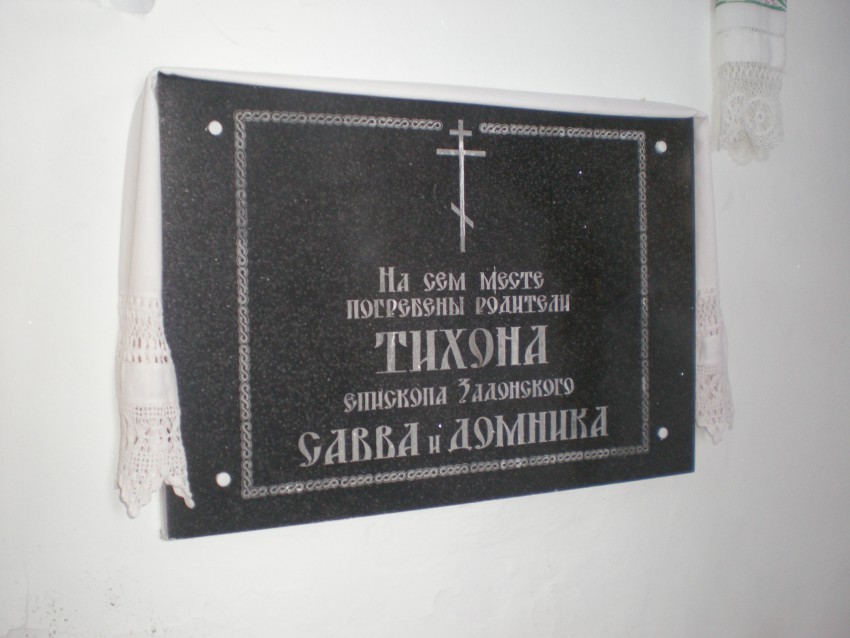 На сем месте
погребены родители
ТИХОНА
епископа Задонского
САВВА и ДОМНИКА